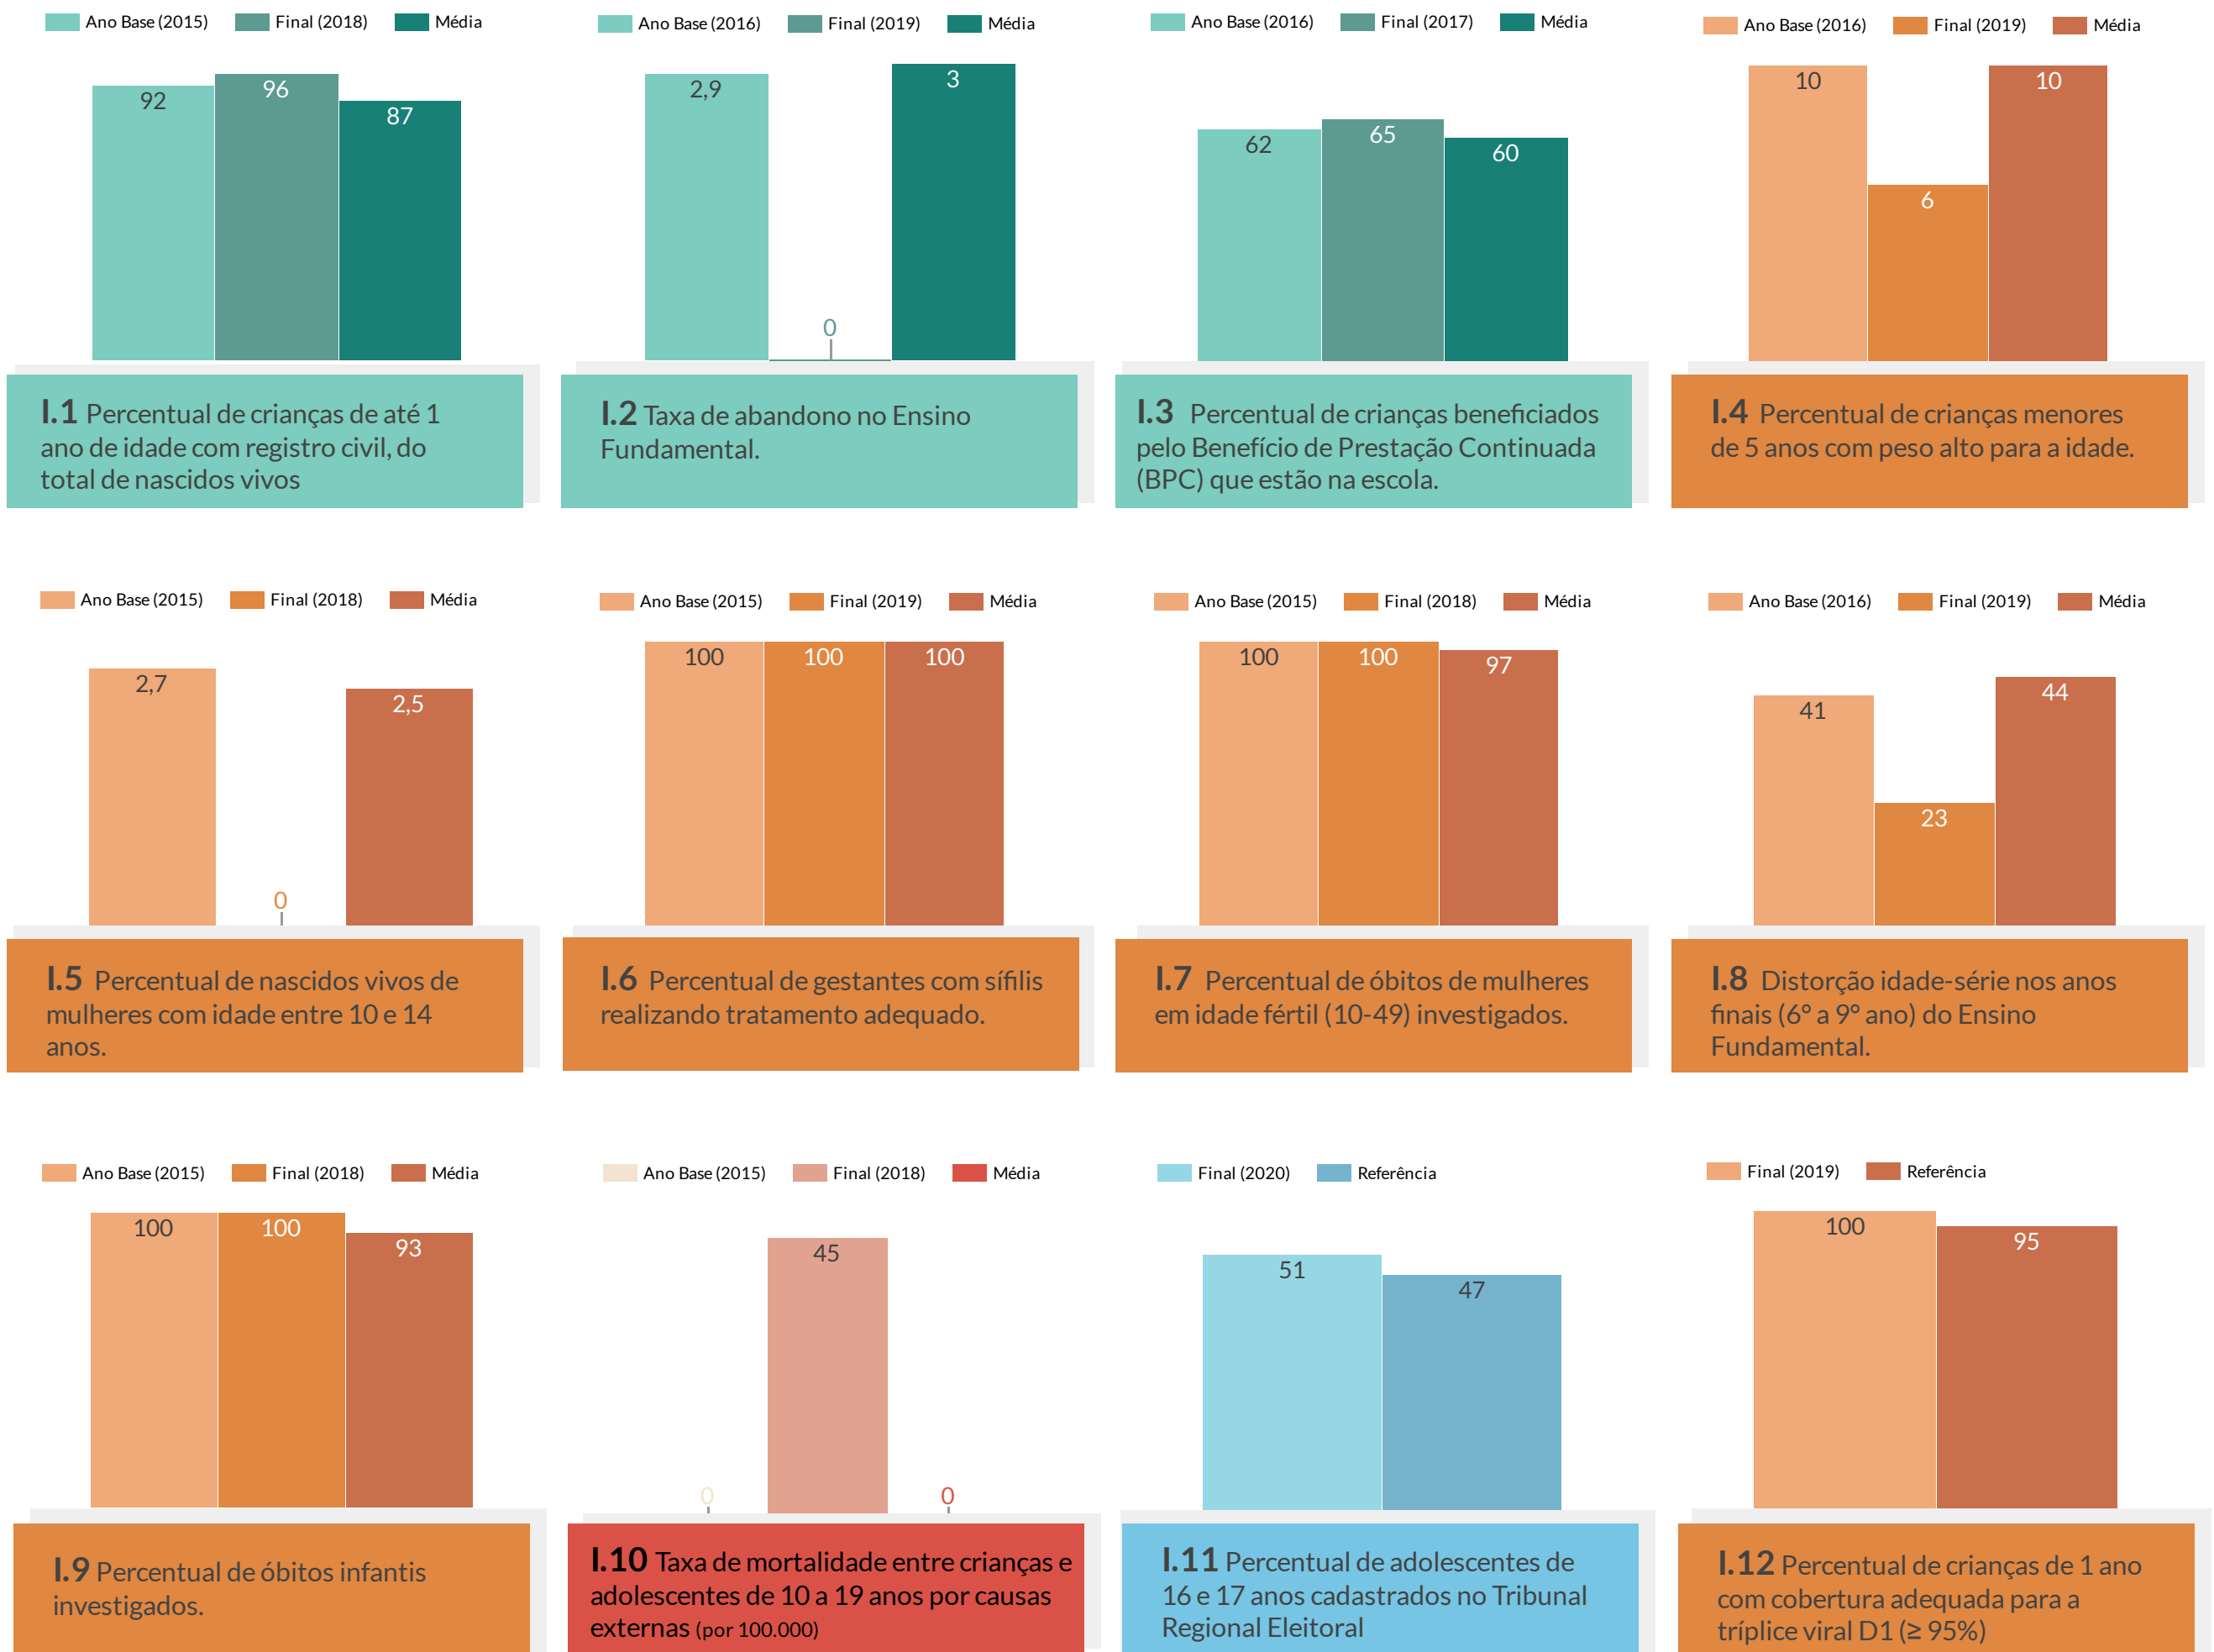 Ano Base (2015) Final (2018) Média
92 96 87
I.1 Percentual de crianças de até 1
ano de idade com registro civil, do
total de nascidos vivos
Ano Base (2016) Final (2019) Média
2,9 0 3
I.2 Taxa de abandono no Ensino
Fundamental.
Ano Base (2016) Final (2017) Média
62 65 60
I.3 Percentual de crianças beneficiados
pelo Benefício de Prestação Continuada
(BPC) que estão na escola.
Ano Base (2016) Final (2019) Média
10 6 10
I.4 Percentual de crianças menores
de 5 anos com peso alto para a idade.
Ano Base (2015) Final (2018) Média
2,7 0 2,5
I.5 Percentual de nascidos vivos de
mulheres com idade entre 10 e 14
anos.
Ano Base (2015) Final (2019) Média
100 100 100
I.6 Percentual de gestantes com sífilis
realizando tratamento adequado.
Ano Base (2015) Final (2018) Média
100 100 97
I.7 Percentual de óbitos de mulheres
em idade fértil (10-49) investigados.
Ano Base (2016) Final (2019) Média
41 23 44
I.8 Distorção idade-série nos anos
finais (6° a 9° ano) do Ensino
Fundamental.
Ano Base (2015) Final (2018) Média
100 100 93
I.9 Percentual de óbitos infantis
investigados.
Ano Base (2015) Final (2018) Média
0 45 0
I.10 Taxa de mortalidade entre crianças e
adolescentes de 10 a 19 anos por causas
externas (por 100.000)
Final (2020) Referência
51 47
I.11 Percentual de adolescentes de
16 e 17 anos cadastrados no Tribunal
Regional Eleitoral
Final (2019) Referência
100 95
I.12 Percentual de crianças de 1 ano
com cobertura adequada para a
tríplice viral D1 (≥ 95%)